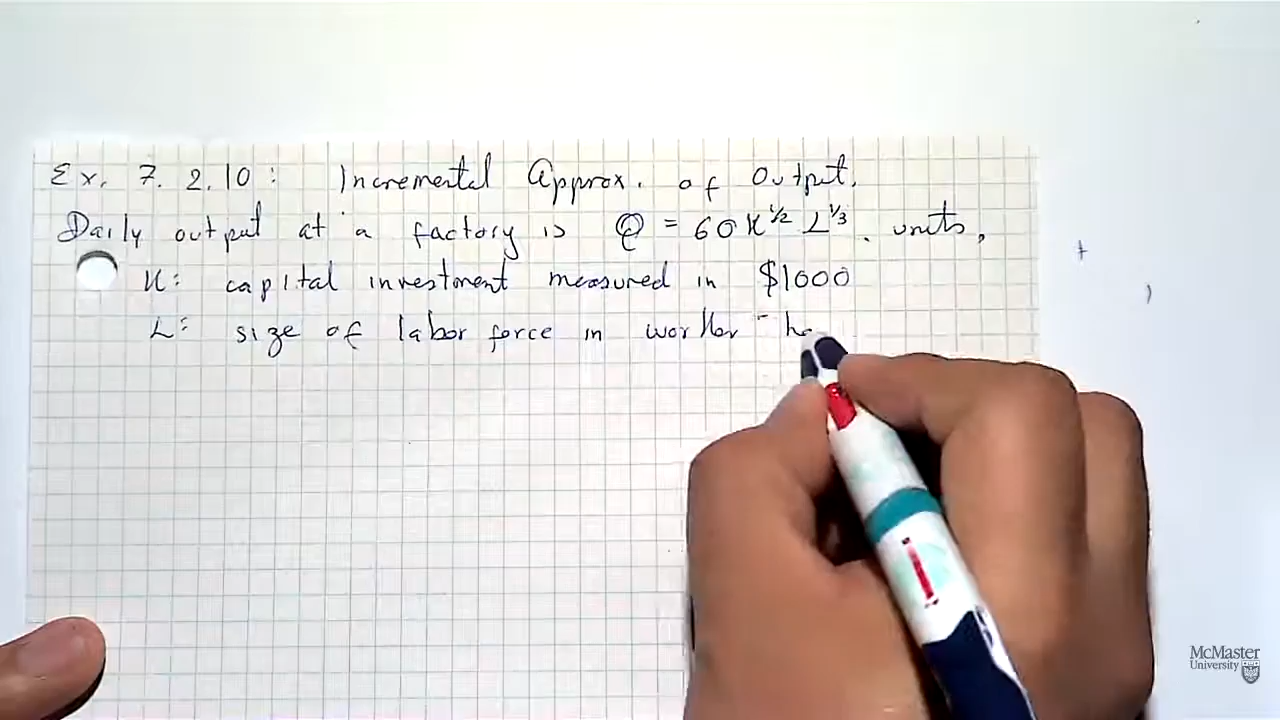 Ex. 7.2.10: Incremental Approx. of Output.
Daily output at a factory is Q = 60K^1/2 L^1/3. units,
K: capital investment measured in $1000
L: size of labor force in worker-ho
McMaster
University